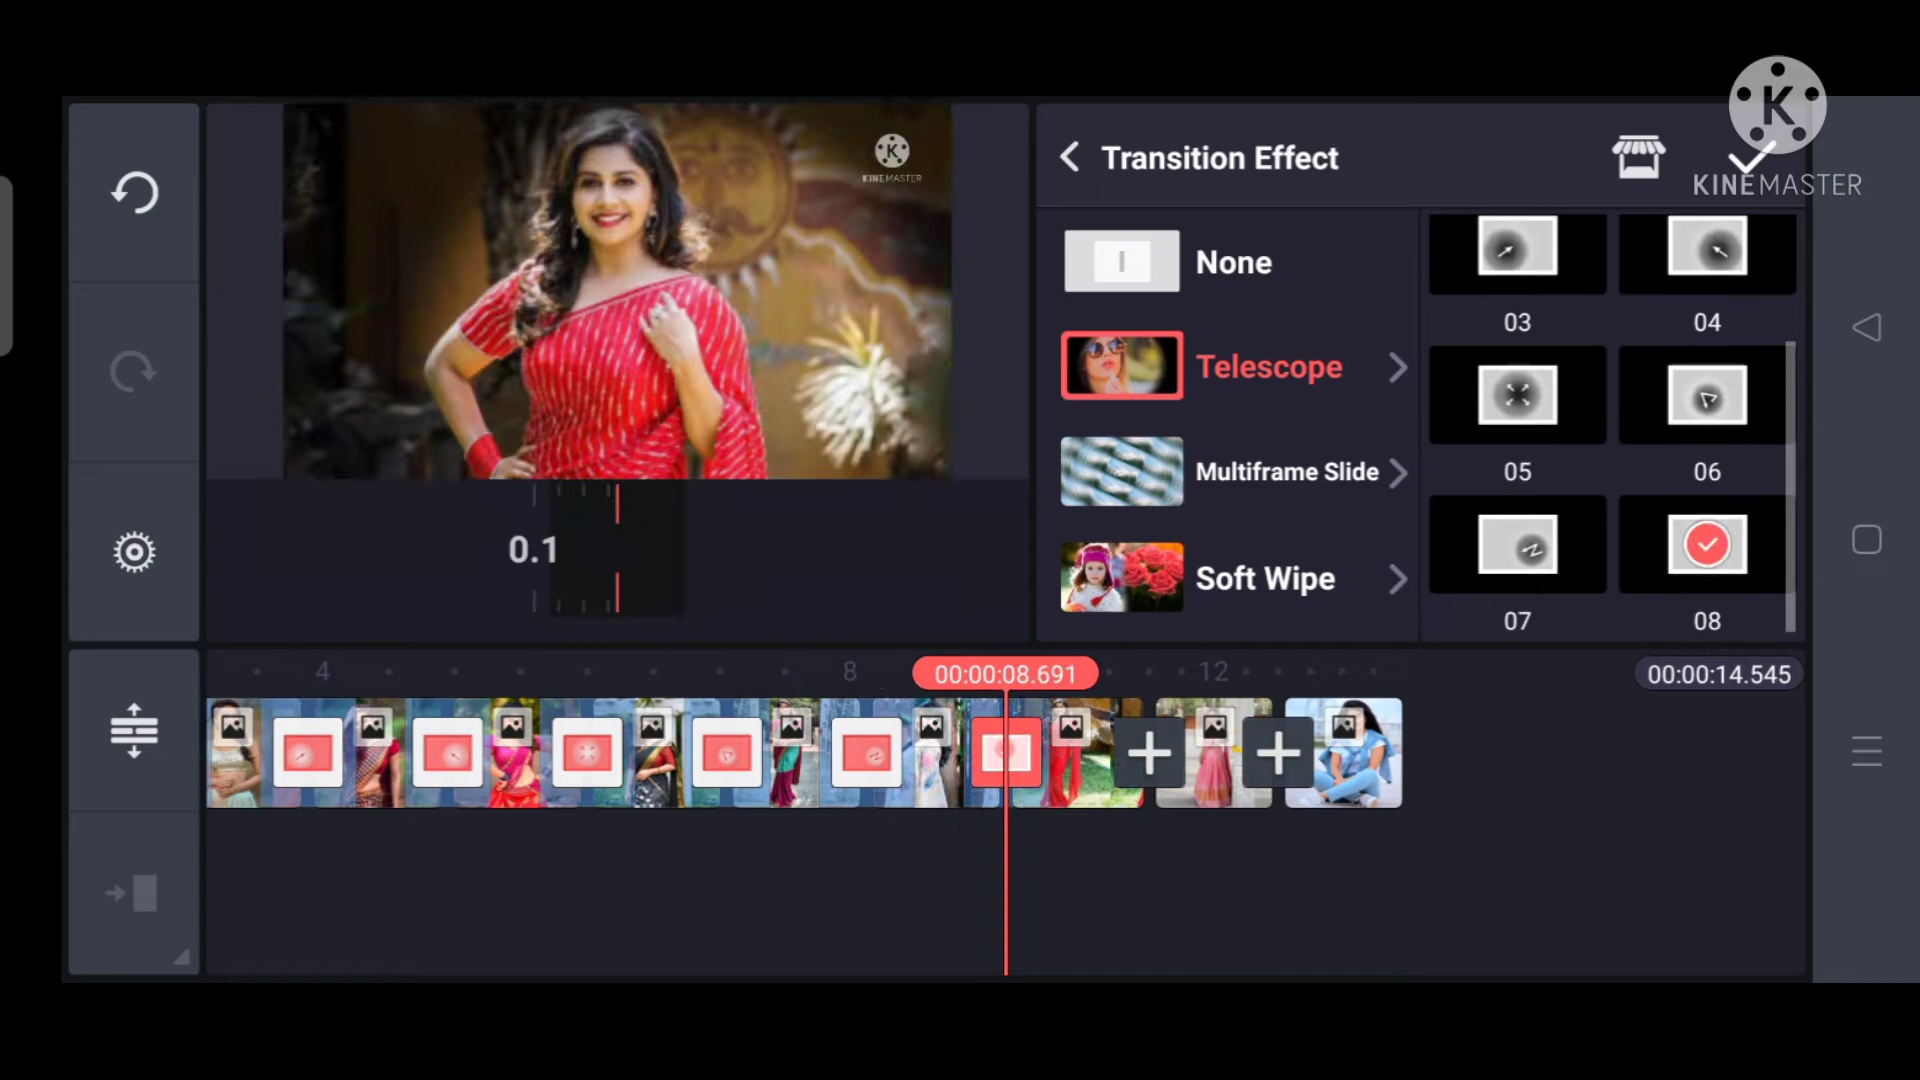 KINEMASTER
Transition Effect
KINEMASTER
None
03
04
Telescope
05
06
Multiframe Slide
0.1
Soft Wipe
07
08
4
8
00:00:08.691
12
00:00:14.545